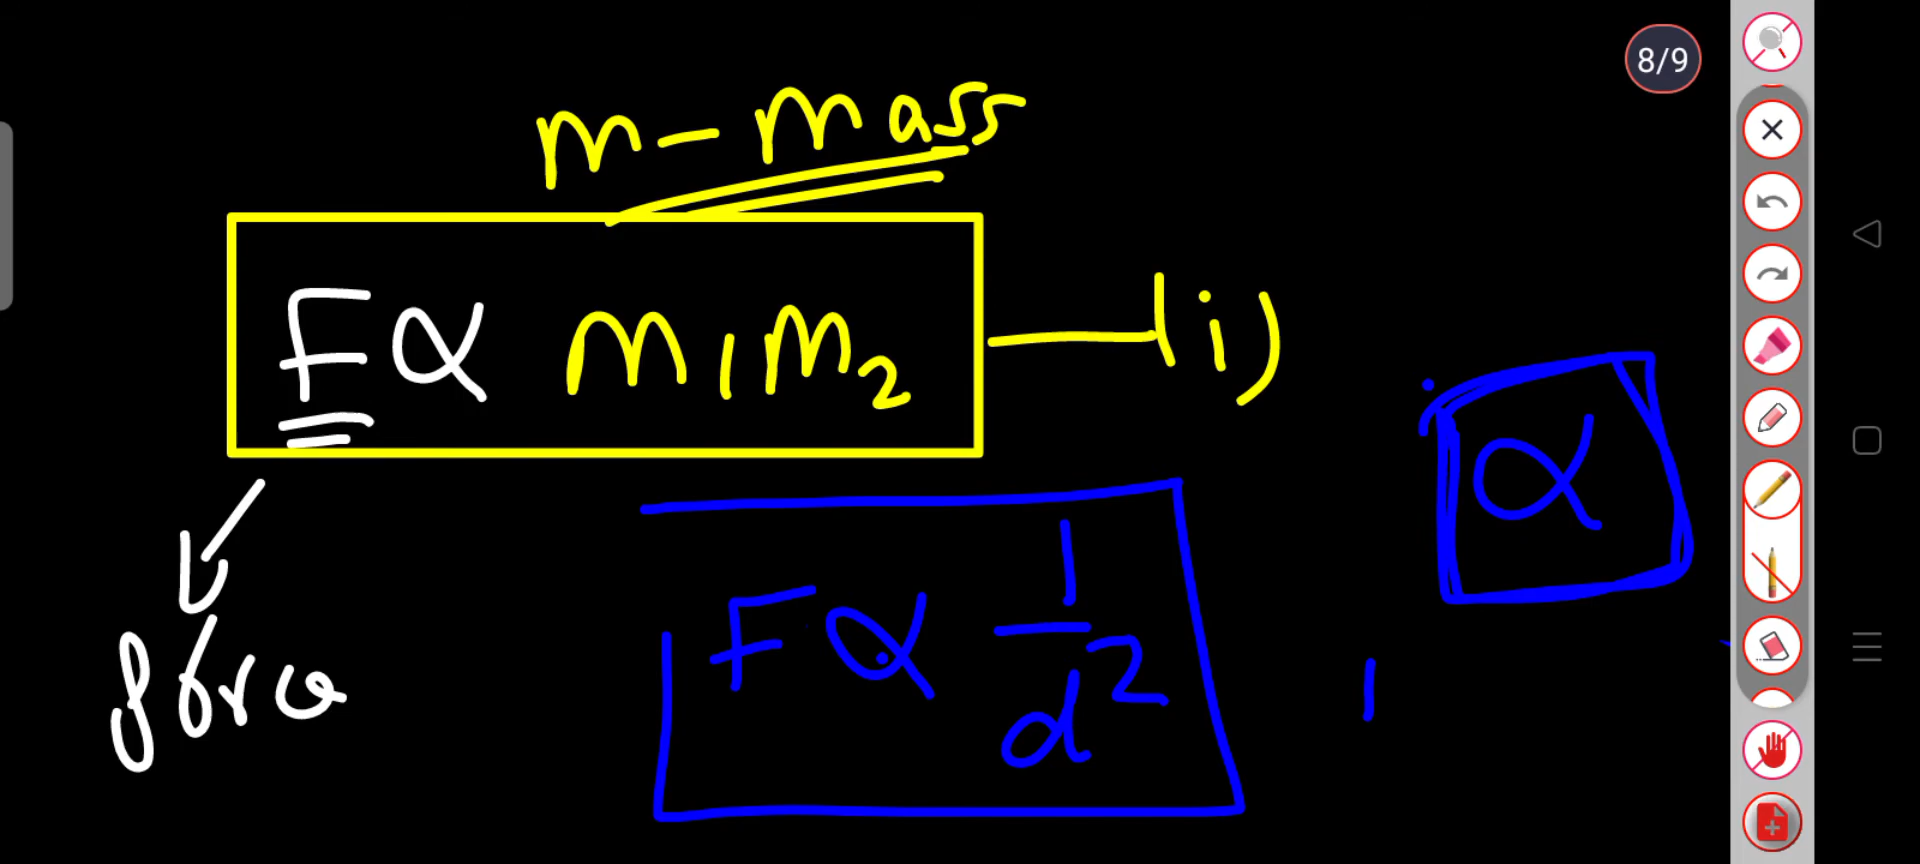 8/9
m - mass
F α m1m2 — (i)
α
F α 1/d²
force